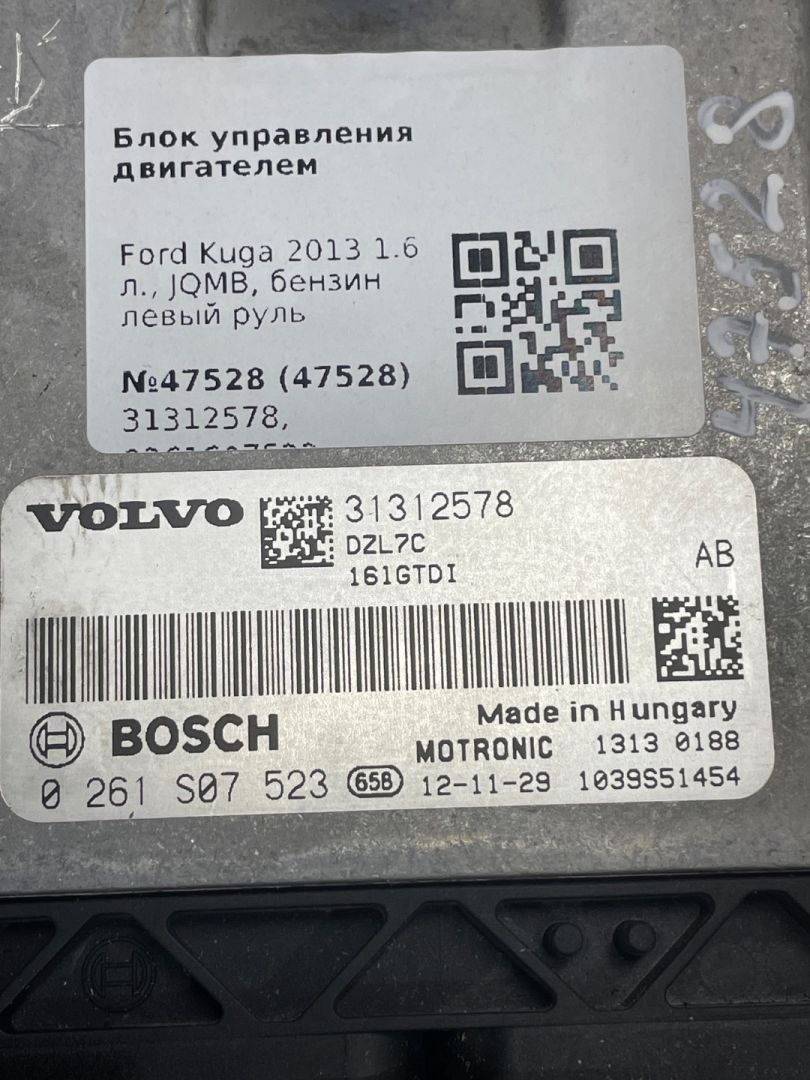 Блок управления
двигателем
Ford Kuga 2013 1.6
л., JQMB, бензин
левый руль
№47528 (47528)
31312578,
47528
VOLVO 31312578
DZL7C
161GTDI
AB
BOSCH
Made in Hungary
MOTRONIC 1313 0188
0 261 S07 523 658 12-11-29 1039S51454